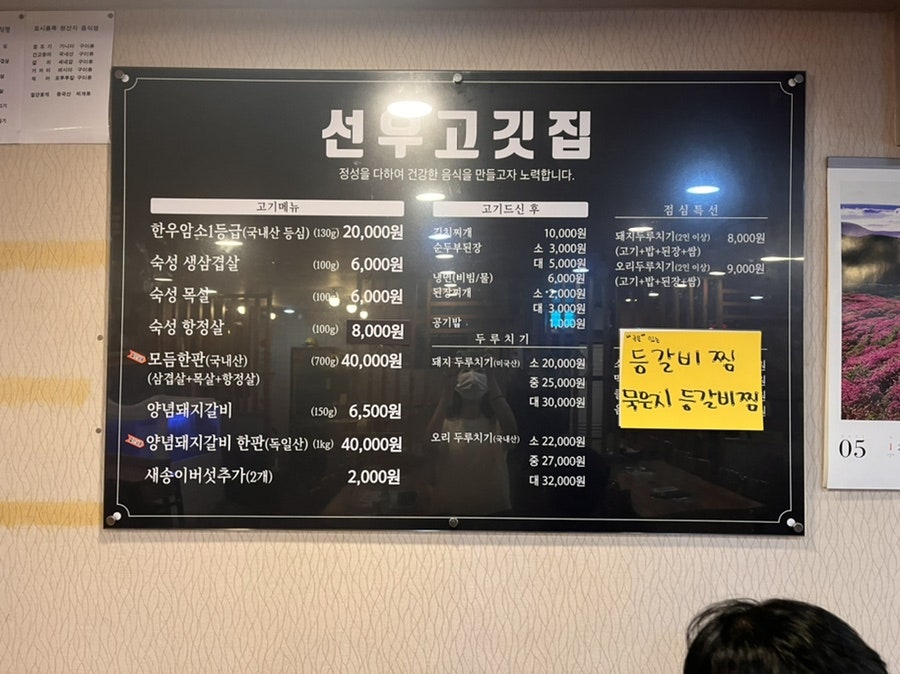 선우고깃집
정성을 다하여 건강한 음식을 만들고자 노력합니다.
고기메뉴
한우암소1등급(국내산 등심) (130g) 20,000원
숙성 생삼겹살 (100g) 6,000원
숙성 목살 (100g) 6,000원
숙성 항정살 (100g) 8,000원
모듬한판(국내산) (700g) 40,000원
(삼겹살+목살+항정살)
양념돼지갈비 (150g) 6,500원
양념돼지갈비 한판(독일산) (1kg) 40,000원
새송이버섯추가(2개) 2,000원
고기드신 후
김치찌개 10,000원
순두부된장 소 3,000원
대 5,000원
냉면(비빔/물) 6,000원
된장찌개 소 2,000원
대 3,000원
공기밥 1,000원
두루치기
돼지 두루치기(미국산) 소 20,000원
중 25,000원
대 30,000원
오리 두루치기(국내산) 소 22,000원
중 27,000원
대 32,000원
점심특선
돼지두루치기(2인 이상) 8,000원
(고기+밥+된장+쌈)
오리두루치기(2인 이상) 9,000원
(고기+밥+된장+쌈)
등갈비 찜
묵은지 등갈비찜
05